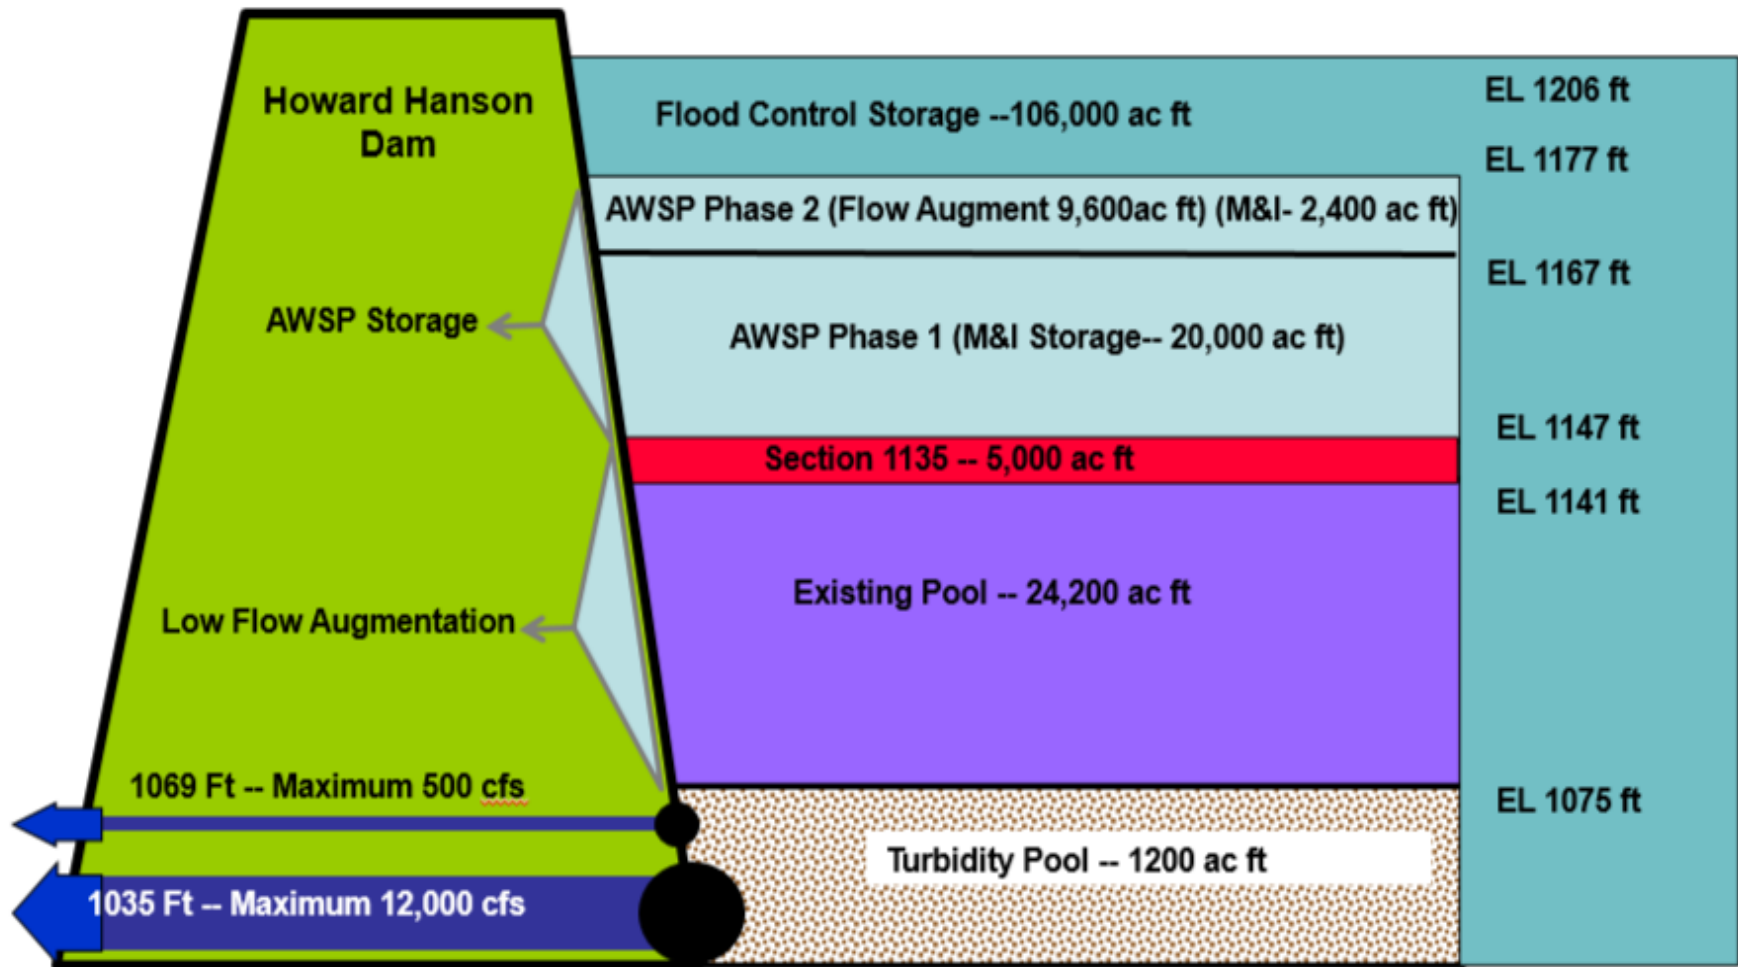 Howard Hanson
Dam
Flood Control Storage --106,000 ac ft
EL 1206 ft
EL 1177 ft
AWSP Phase 2 (Flow Augment 9,600ac ft) (M&I- 2,400 ac ft)
EL 1167 ft
AWSP Storage
AWSP Phase 1 (M&I Storage-- 20,000 ac ft)
EL 1147 ft
Section 1135 -- 5,000 ac ft
EL 1141 ft
Existing Pool -- 24,200 ac ft
Low Flow Augmentation
1069 Ft -- Maximum 500 cfs
EL 1075 ft
Turbidity Pool -- 1200 ac ft
1035 Ft -- Maximum 12,000 cfs